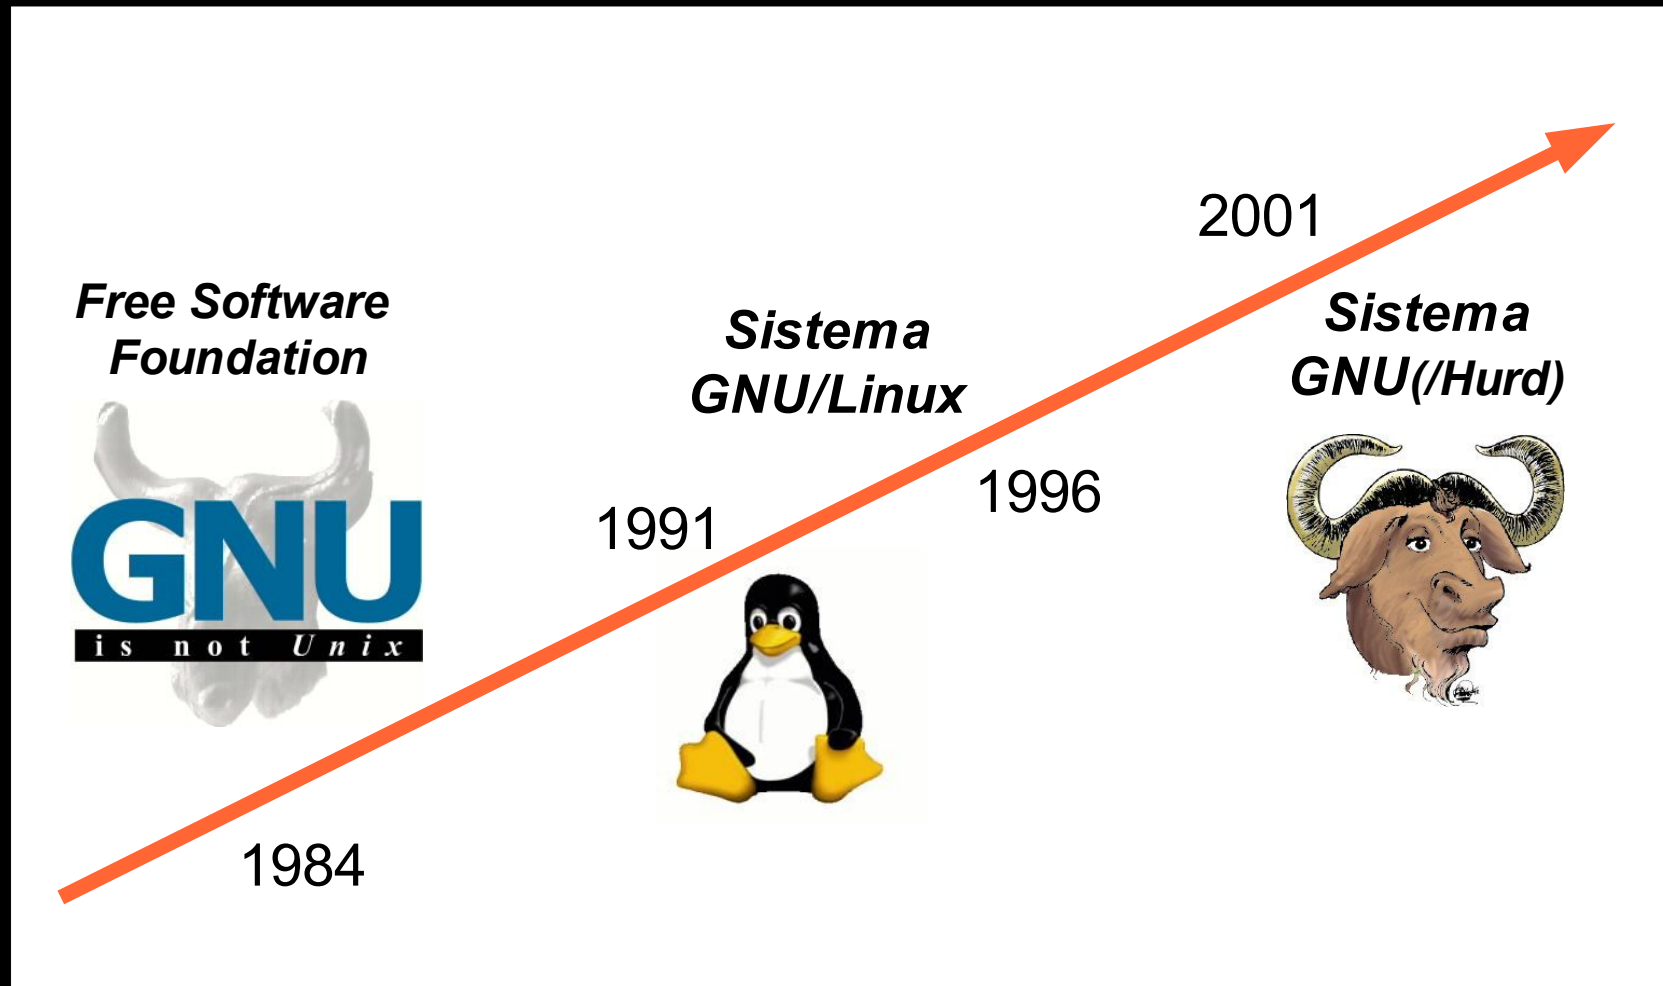 Free Software
Foundation
GNU
is not Unix
1984
Sistema
GNU/Linux
1991
1996
2001
Sistema
GNU(/Hurd)